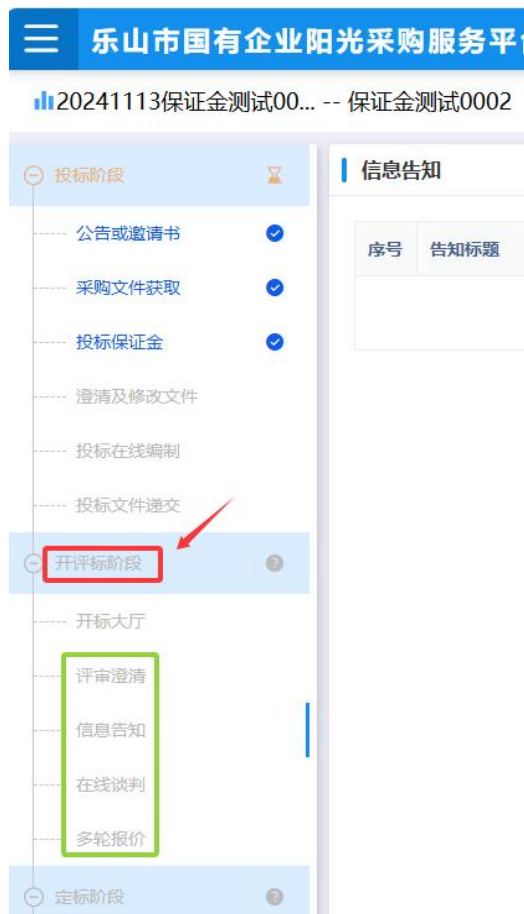 乐山市国有企业阳光采购服务平
20241113保证金测试00... -- 保证金测试0002
投标阶段
公告或邀请书
采购文件获取
投标保证金
澄清及修改文件
投标在线编制
投标文件递交
开评标阶段
开标大厅
评审澄清
信息告知
在线谈判
多轮报价
定标阶段
信息告知
序号 告知标题